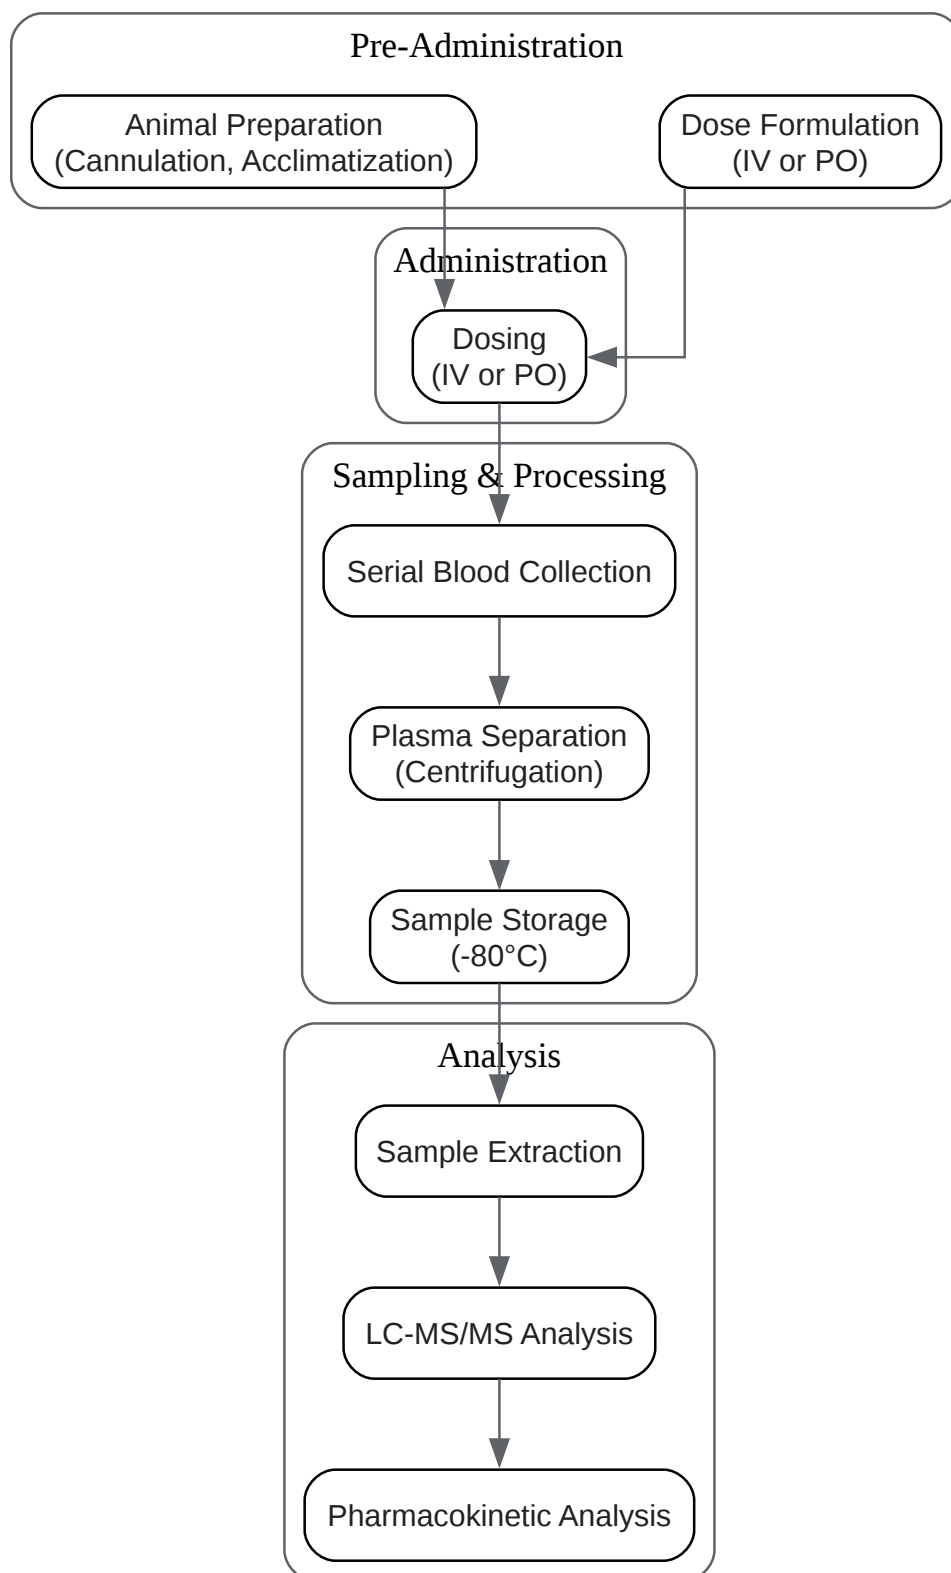 Pre-Administration
Animal Preparation
(Cannulation, Acclimatization)
Dose Formulation
(IV or PO)
Administration
Dosing
(IV or PO)
Sampling & Processing
Serial Blood Collection
Plasma Separation
(Centrifugation)
Sample Storage
(-80°C)
Analysis
Sample Extraction
LC-MS/MS Analysis
Pharmacokinetic Analysis